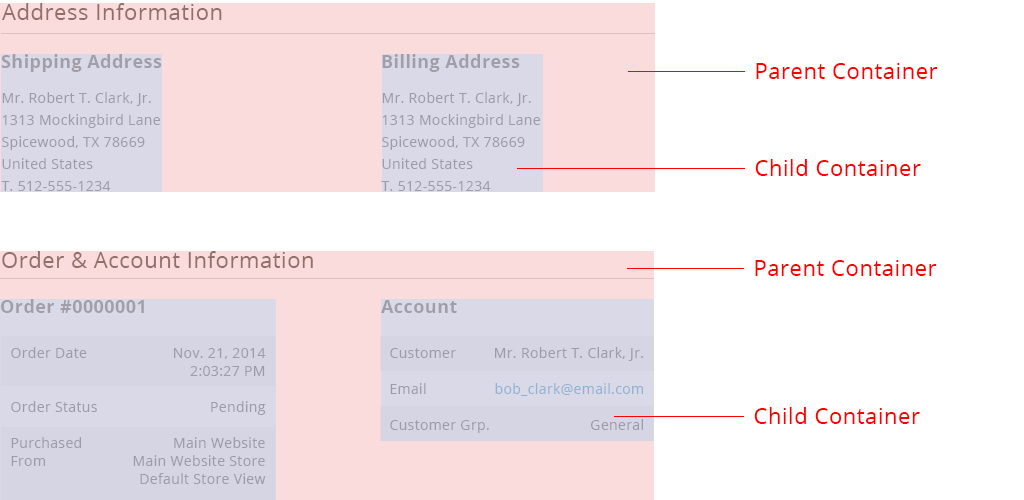 Address Information
Shipping Address
Mr. Robert T. Clark, Jr.
1313 Mockingbird Lane
Spicewood, TX 78669
United States
T. 512-555-1234
Billing Address
Mr. Robert T. Clark, Jr.
1313 Mockingbird Lane
Spicewood, TX 78669
United States
T. 512-555-1234
Parent Container
Child Container
Order & Account Information
Order #0000001
Order Date Nov. 21, 2014
2:03:27 PM
Order Status Pending
Purchased Main Website
From Main Website Store
Default Store View
Account
Customer Mr. Robert T. Clark, Jr.
Email bob_clark@email.com
Customer Grp. General
Parent Container
Child Container